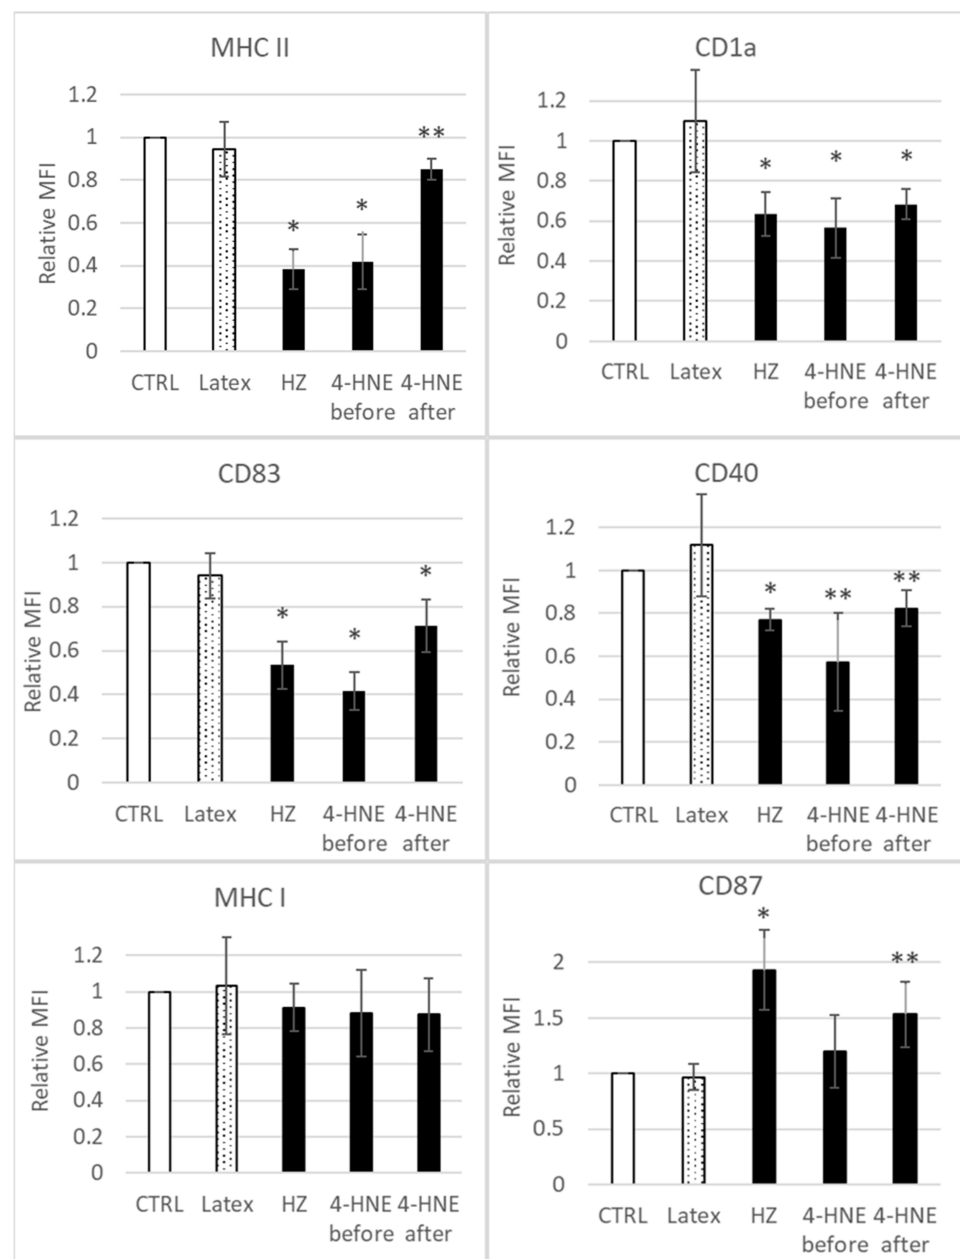 MHC II
Relative MFI
1.2
1
0.8
0.6
0.4
0.2
0
*
*
**
CTRL Latex HZ 4-HNE 4-HNE
before after
CD1a
Relative MFI
1.2
1
0.8
0.6
0.4
0.2
0
*
*
*
CTRL Latex HZ 4-HNE 4-HNE
before after
CD83
Relative MFI
1.2
1
0.8
0.6
0.4
0.2
0
*
*
*
CTRL Latex HZ 4-HNE 4-HNE
before after
CD40
Relative MFI
1.2
1
0.8
0.6
0.4
0.2
0
*
**
**
CTRL Latex HZ 4-HNE 4-HNE
before after
MHC I
Relative MFI
1.2
1
0.8
0.6
0.4
0.2
0
CTRL Latex HZ 4-HNE 4-HNE
before after
CD87
Relative MFI
2
1.5
1
0.5
0
*
**
CTRL Latex HZ 4-HNE 4-HNE
before after